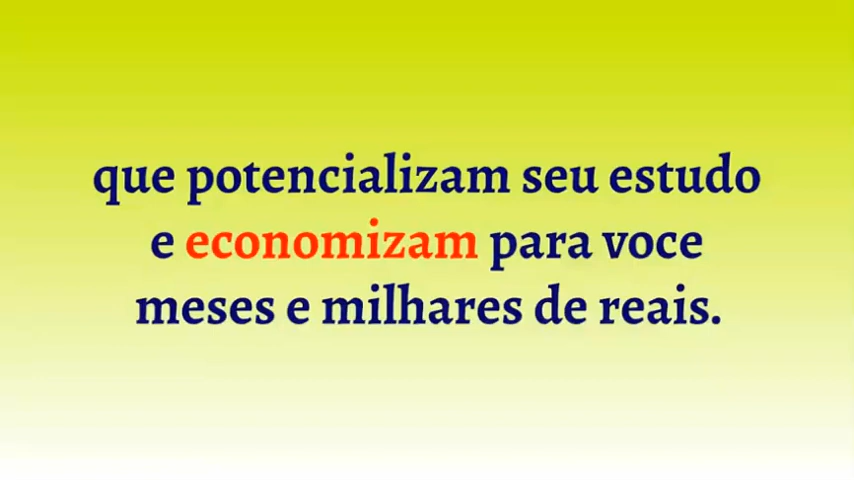 que potencializam seu estudo
e economizam para voce
meses e milhares de reais.